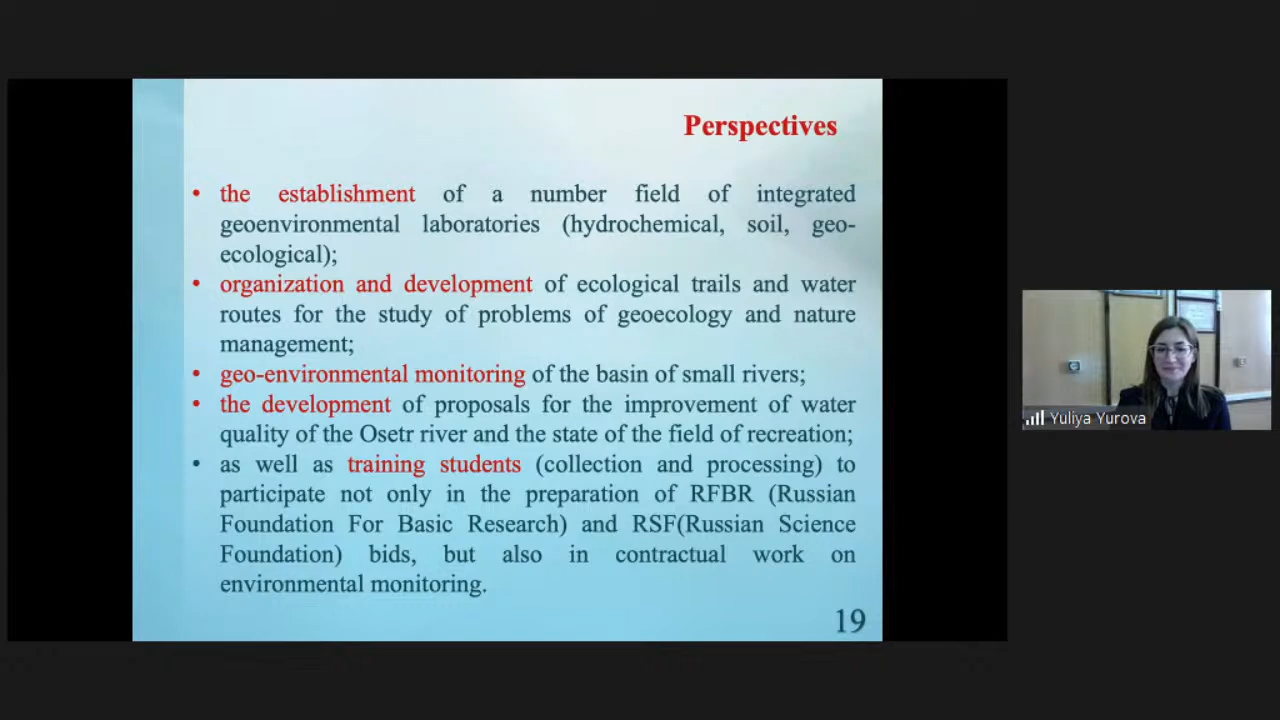 Perspectives
• the establishment of a number field of integrated
geoenvironmental laboratories (hydrochemical, soil, geo-
ecological);
• organization and development of ecological trails and water
routes for the study of problems of geoecology and nature
management;
• geo-environmental monitoring of the basin of small rivers;
• the development of proposals for the improvement of water
quality of the Osetr river and the state of the field of recreation;
• as well as training students (collection and processing) to
participate not only in the preparation of RFBR (Russian
Foundation For Basic Research) and RSF(Russian Science
Foundation) bids, but also in contractual work on
environmental monitoring.
19
Yuliya Yurova